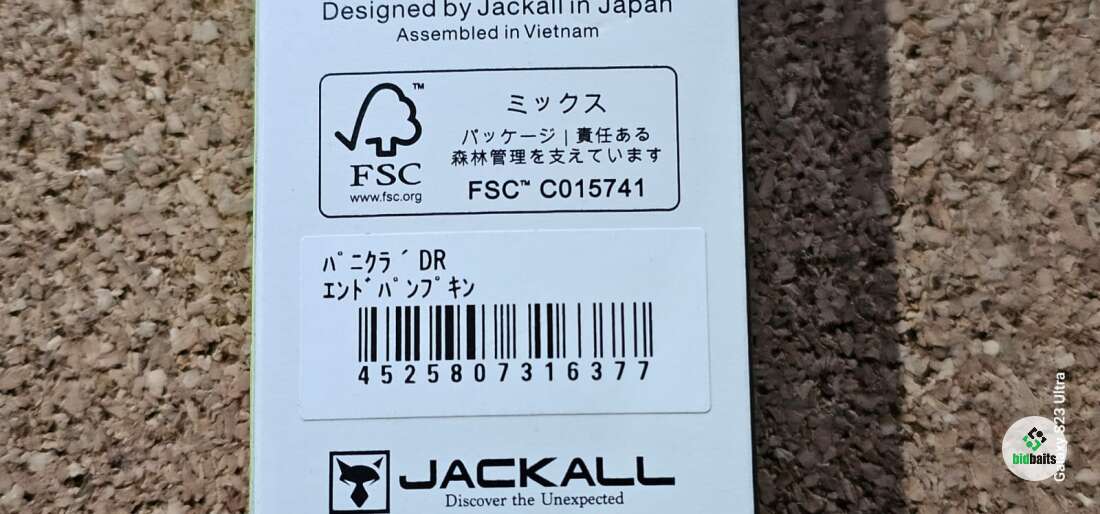 Designed by Jackall in Japan
Assembled in Vietnam
FSC
www.fsc.org
ミックス
パッケージ | 責任ある
森林管理を支えています
FSC™ C015741
ﾊﾟﾆｸﾗ ´DR
ｴﾝﾄﾞﾊﾟﾝﾌﾟｷﾝ
4525807316377
JACKALL
Discover the Unexpected
Galaxy S23 Ultra
bidbaits